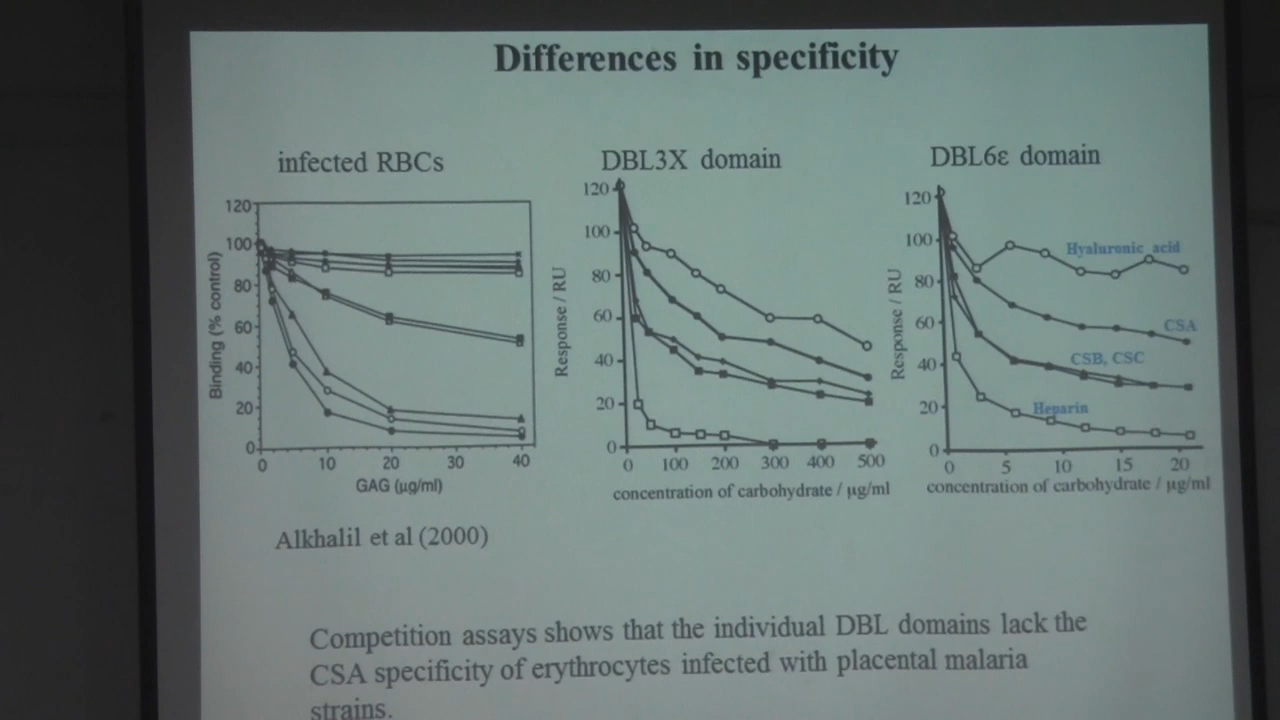 Differences in specificity
infected RBCs
DBL3X domain
DBL6ε domain
120
100
80
60
40
20
0
Binding (% control)
0 10 20 30 40
GAG (μg/ml)
120
100
80
60
40
20
0
Response / RU
0 100 200 300 400 500
concentration of carbohydrate / μg/ml
120
100
80
60
40
20
0
Response / RU
Hyaluronic acid
CSA
CSB, CSC
Heparin
0 5 10 15 20
concentration of carbohydrate / μg/ml
Alkhalil et al (2000)
Competition assays shows that the individual DBL domains lack the
CSA specificity of erythrocytes infected with placental malaria
strains.